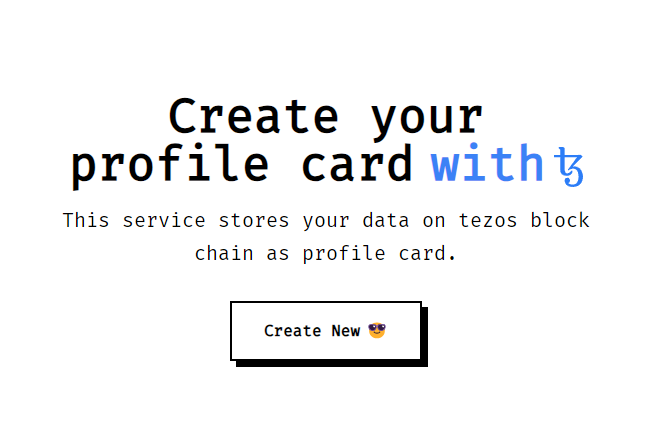 Create your
profile card with ꜩ
This service stores your data on tezos block
chain as profile card.
Create New 😎